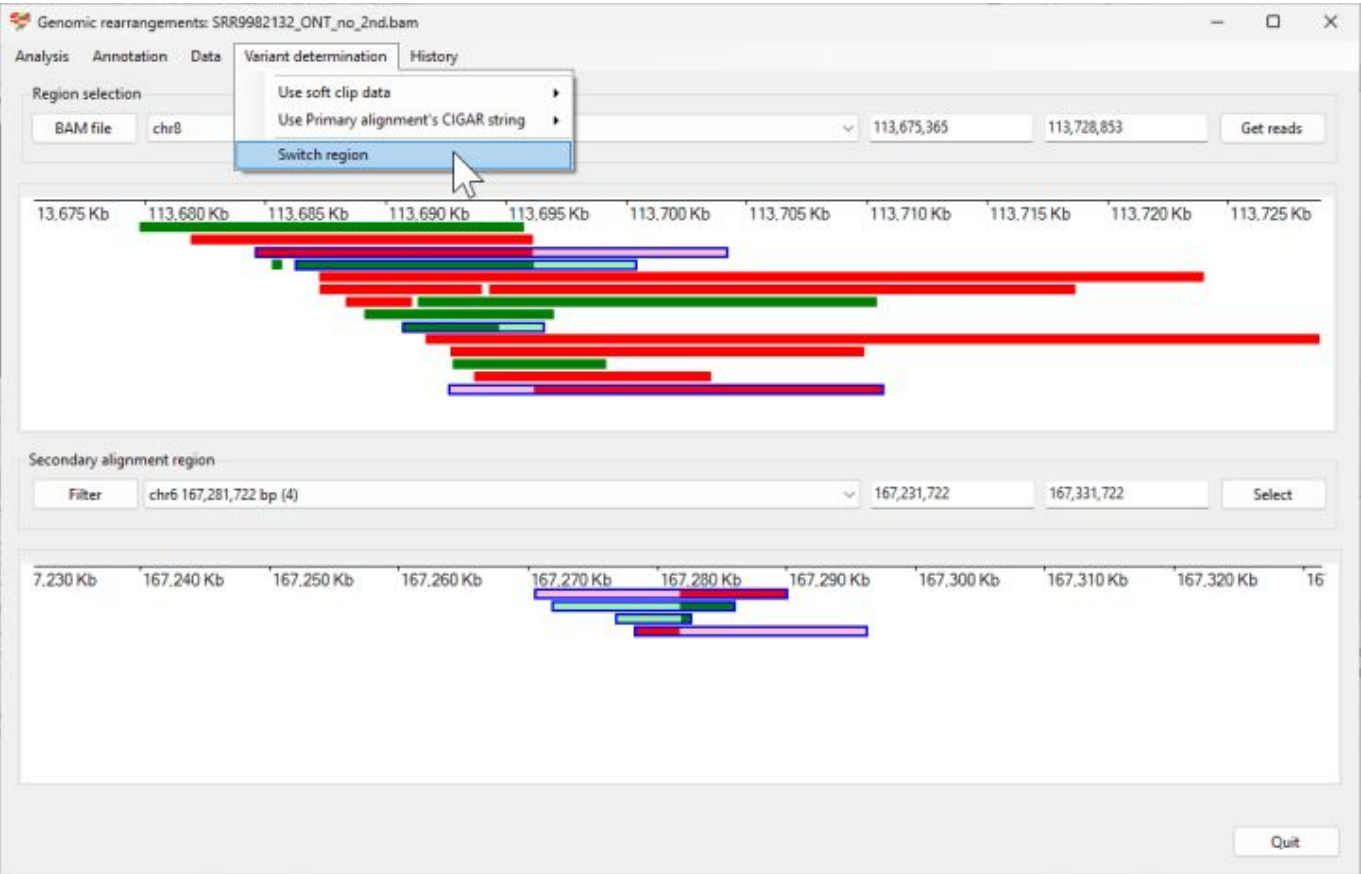 Genomic rearrangements: SRR9982132_ONT_no_2nd.bam
Analysis Annotation Data Variant determination History
Region selection
Use soft clip data
Use Primary alignment's CIGAR string
Switch region
BAM file chr8 113,675,365 113,728,853 Get reads
13,675 Kb 113,680 Kb 113,685 Kb 113,690 Kb 113,695 Kb 113,700 Kb 113,705 Kb 113,710 Kb 113,715 Kb 113,720 Kb 113,725 Kb
Secondary alignment region
Filter chr6 167,281,722 bp (4) 167,231,722 167,331,722 Select
7,230 Kb 167,240 Kb 167,250 Kb 167,260 Kb 167,270 Kb 167,280 Kb 167,290 Kb 167,300 Kb 167,310 Kb 167,320 Kb 16
Quit